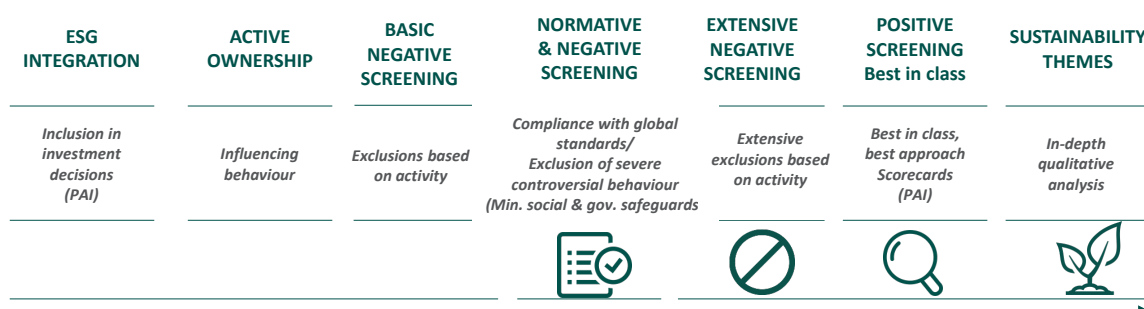 ESG
INTEGRATION
ACTIVE
OWNERSHIP
BASIC
NEGATIVE
SCREENING
NORMATIVE
& NEGATIVE
SCREENING
EXTENSIVE
NEGATIVE
SCREENING
POSITIVE
SCREENING
Best in class
SUSTAINABILITY
THEMES
Inclusion in
investment
decisions
(PAI)
Influencing
behaviour
Exclusions based
on activity
Compliance with global
standards/
Exclusion of severe
controversial behaviour
(Min. social & gov. safeguards
Extensive
exclusions based
on activity
Best in class,
best approach
Scorecards
(PAI)
In-depth
qualitative
analysis